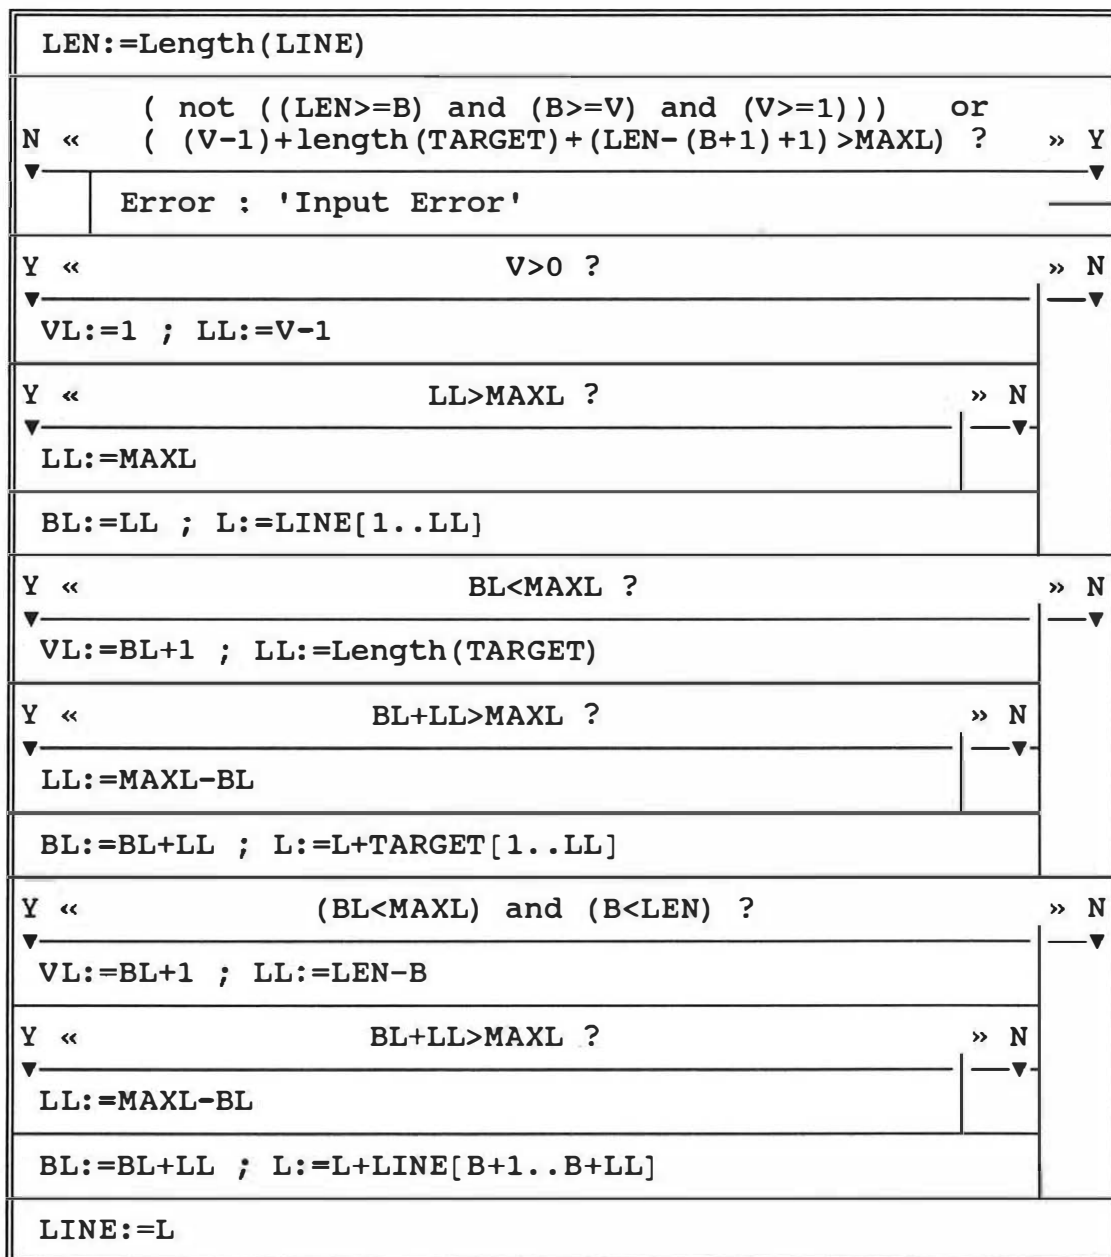 LEN:=Length(LINE)
( not ((LEN>=B) and (B>=V) and (V>=1))) or
N « ( (V-1)+length(TARGET)+(LEN-(B+1)+1)>MAXL) ? » Y
Error : 'Input Error'
Y « V>0 ? » N
VL:=1 ; LL:=V-1
Y « LL>MAXL ? » N
LL:=MAXL
BL:=LL ; L:=LINE[1..LL]
Y « BL<MAXL ? » N
VL:=BL+1 ; LL:=Length(TARGET)
Y « BL+LL>MAXL ? » N
LL:=MAXL-BL
BL:=BL+LL ; L:=L+TARGET[1..LL]
Y « (BL<MAXL) and (B<LEN) ? » N
VL:=BL+1 ; LL:=LEN-B
Y « BL+LL>MAXL ? » N
LL:=MAXL-BL
BL:=BL+LL ; L:=L+LINE[B+1..B+LL]
LINE:=L